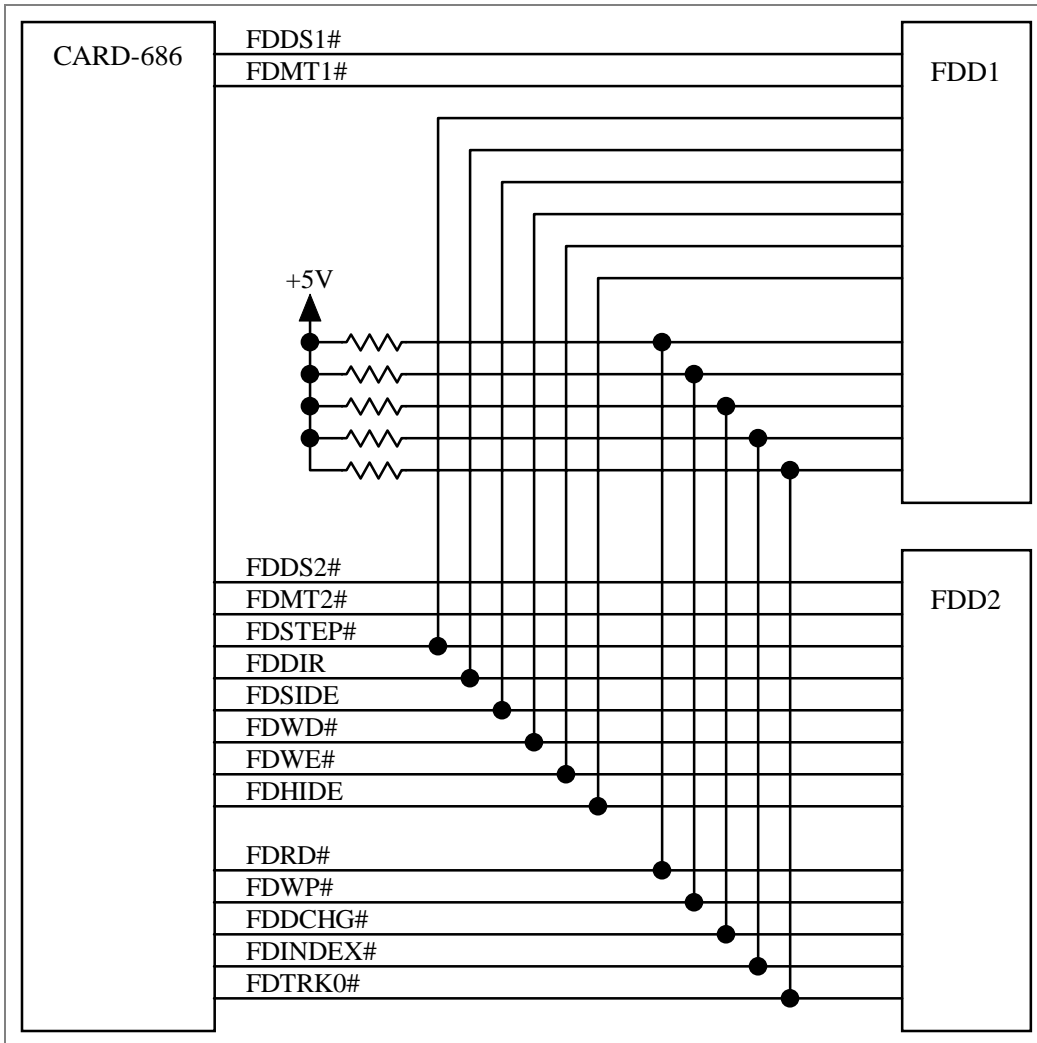 CARD-686
FDDS1#
FDMT1#
FDD1
+5V
FDDS2#
FDMT2#
FDD2
FDSTEP#
FDDIR
FDSIDE
FDWD#
FDWE#
FDHIDE
FDRD#
FDWP#
FDDCHG#
FDINDEX#
FDTRK0#